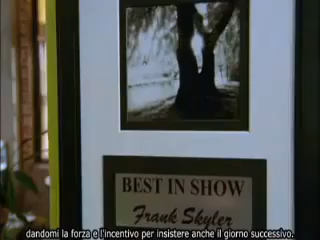 BEST IN SHOW
Frank Skyler
dandomi la forza e l'incentivo per insistere anche il giorno successivo.